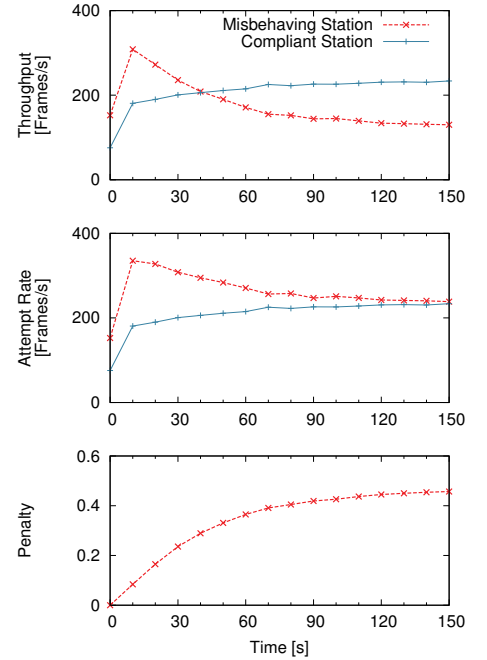 Misbehaving Station
Compliant Station
Throughput
[Frames/s]
400
200
0
0 30 60 90 120 150
Attempt Rate
[Frames/s]
400
200
0
0 30 60 90 120 150
Penalty
0.6
0.4
0.2
0
0 30 60 90 120 150
Time [s]